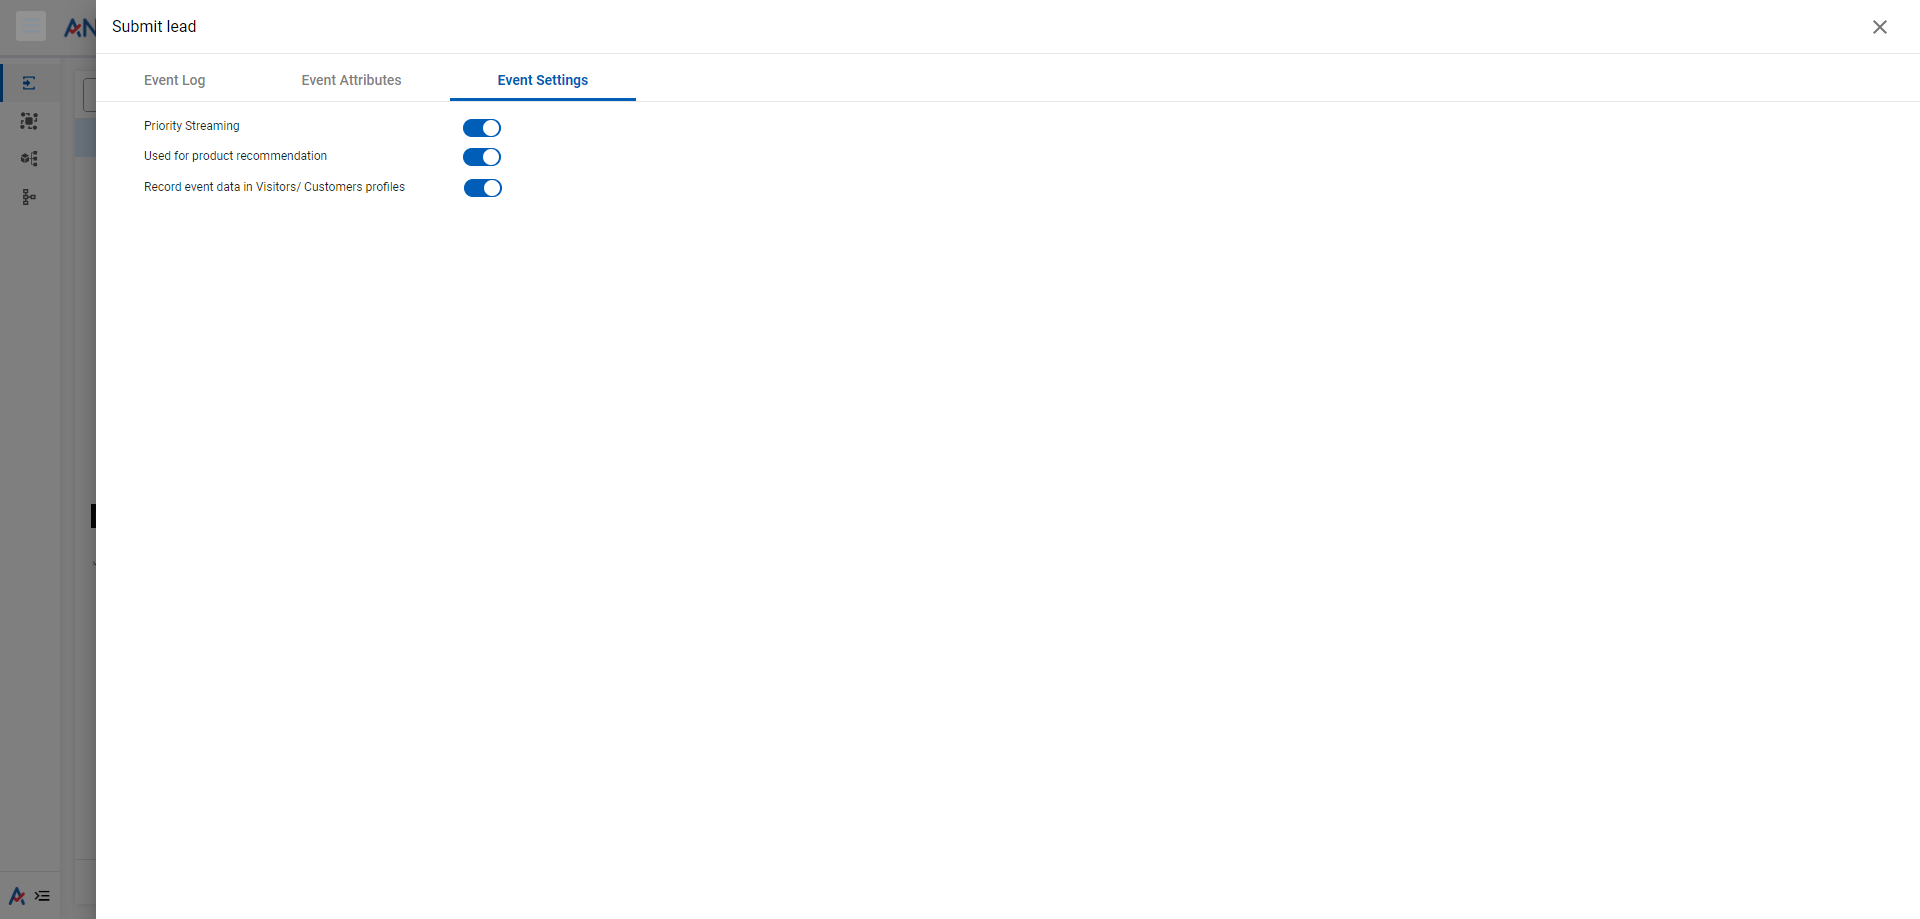 AN
Submit lead
Event Log
Event Attributes
Event Settings
Priority Streaming
Used for product recommendation
Record event data in Visitors/ Customers profiles